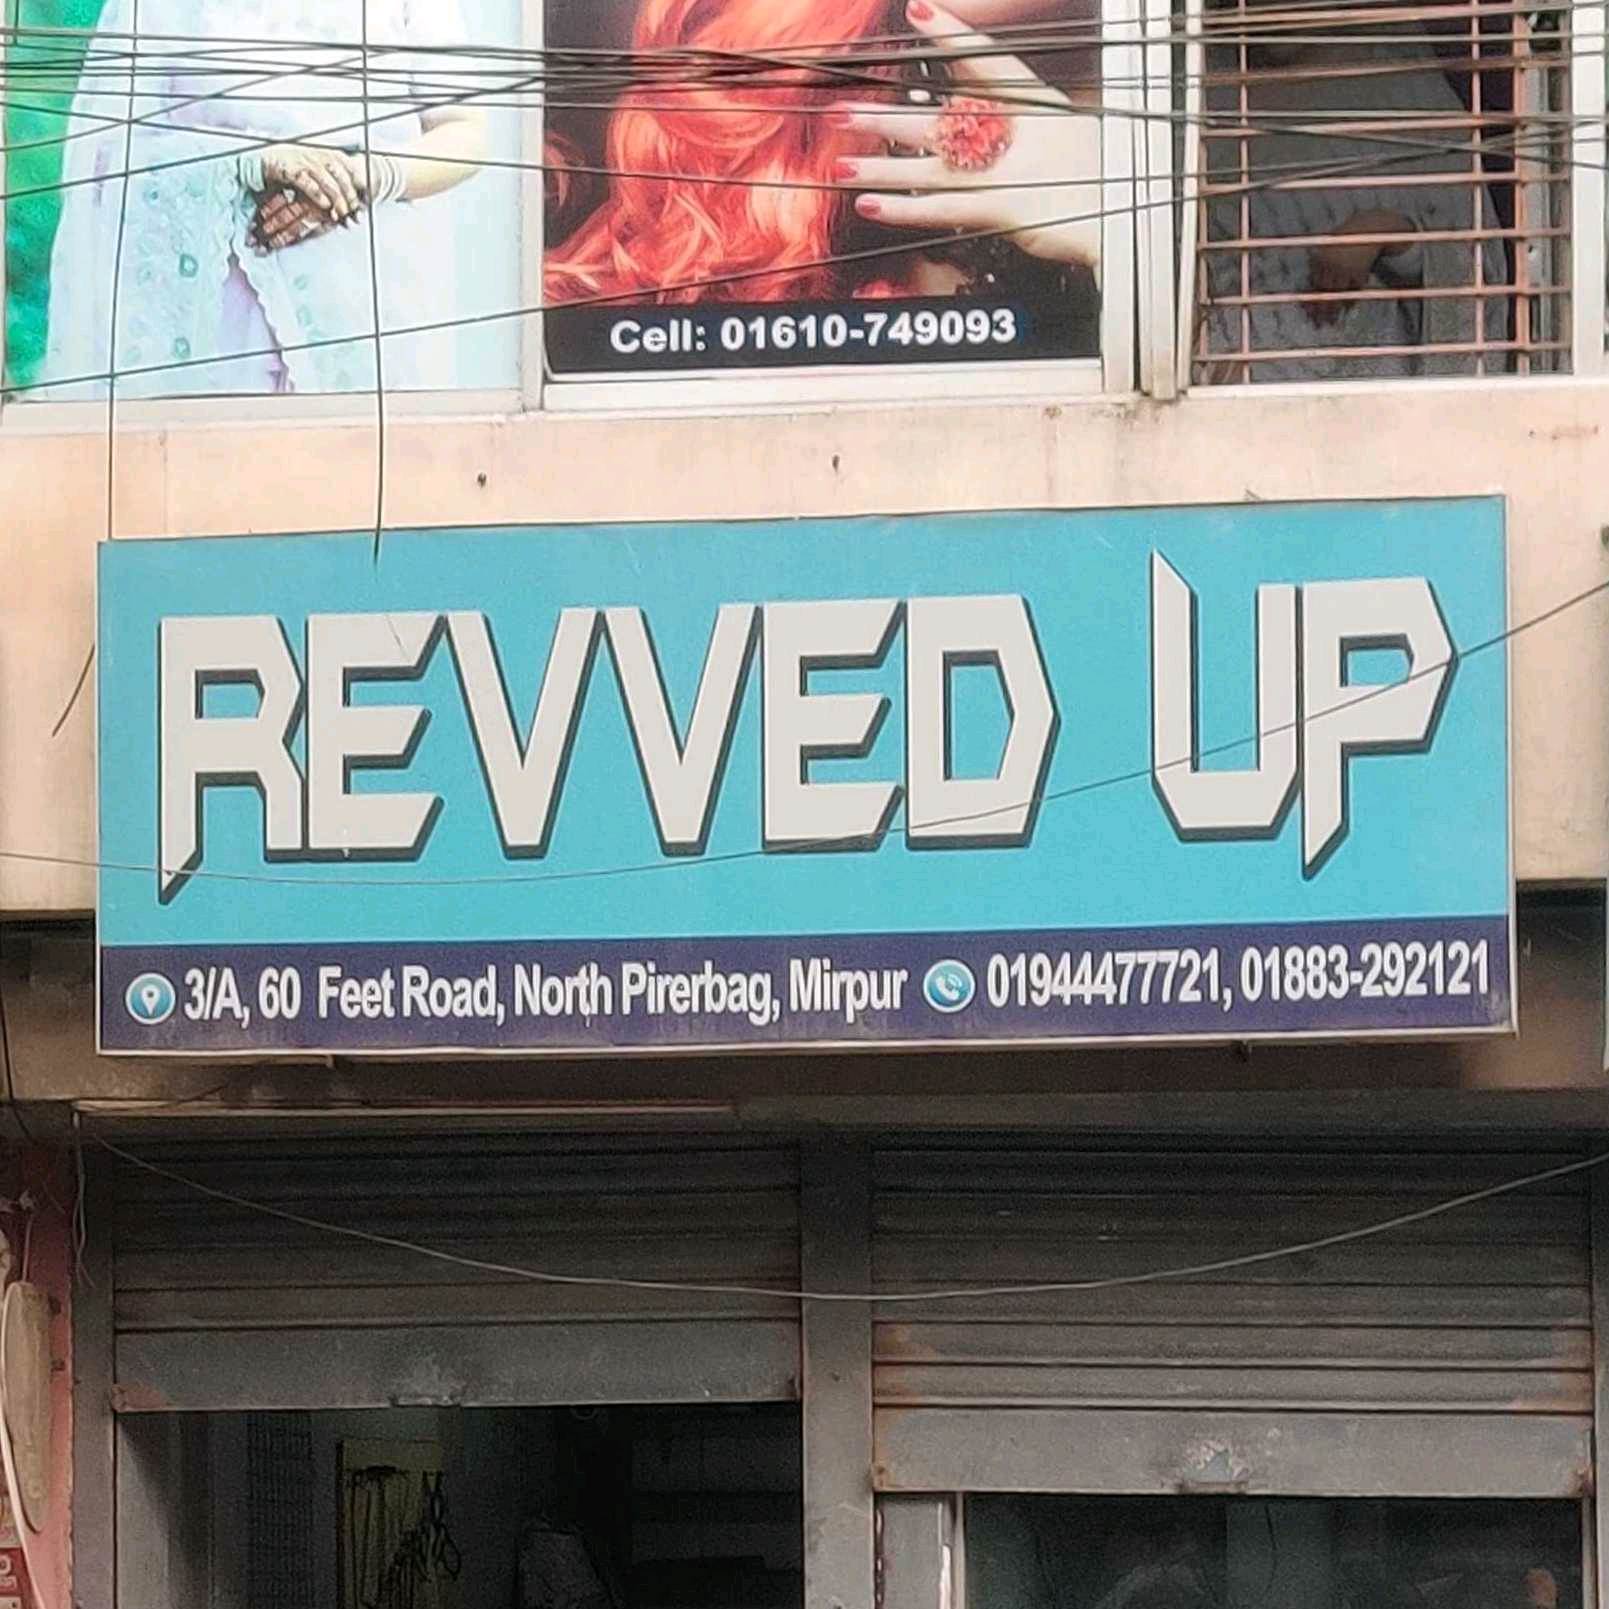 Cell: 01610-749093
REVVED UP
3/A, 60 Feet Road, North Pirerbag, Mirpur 01944477721, 01883-292121